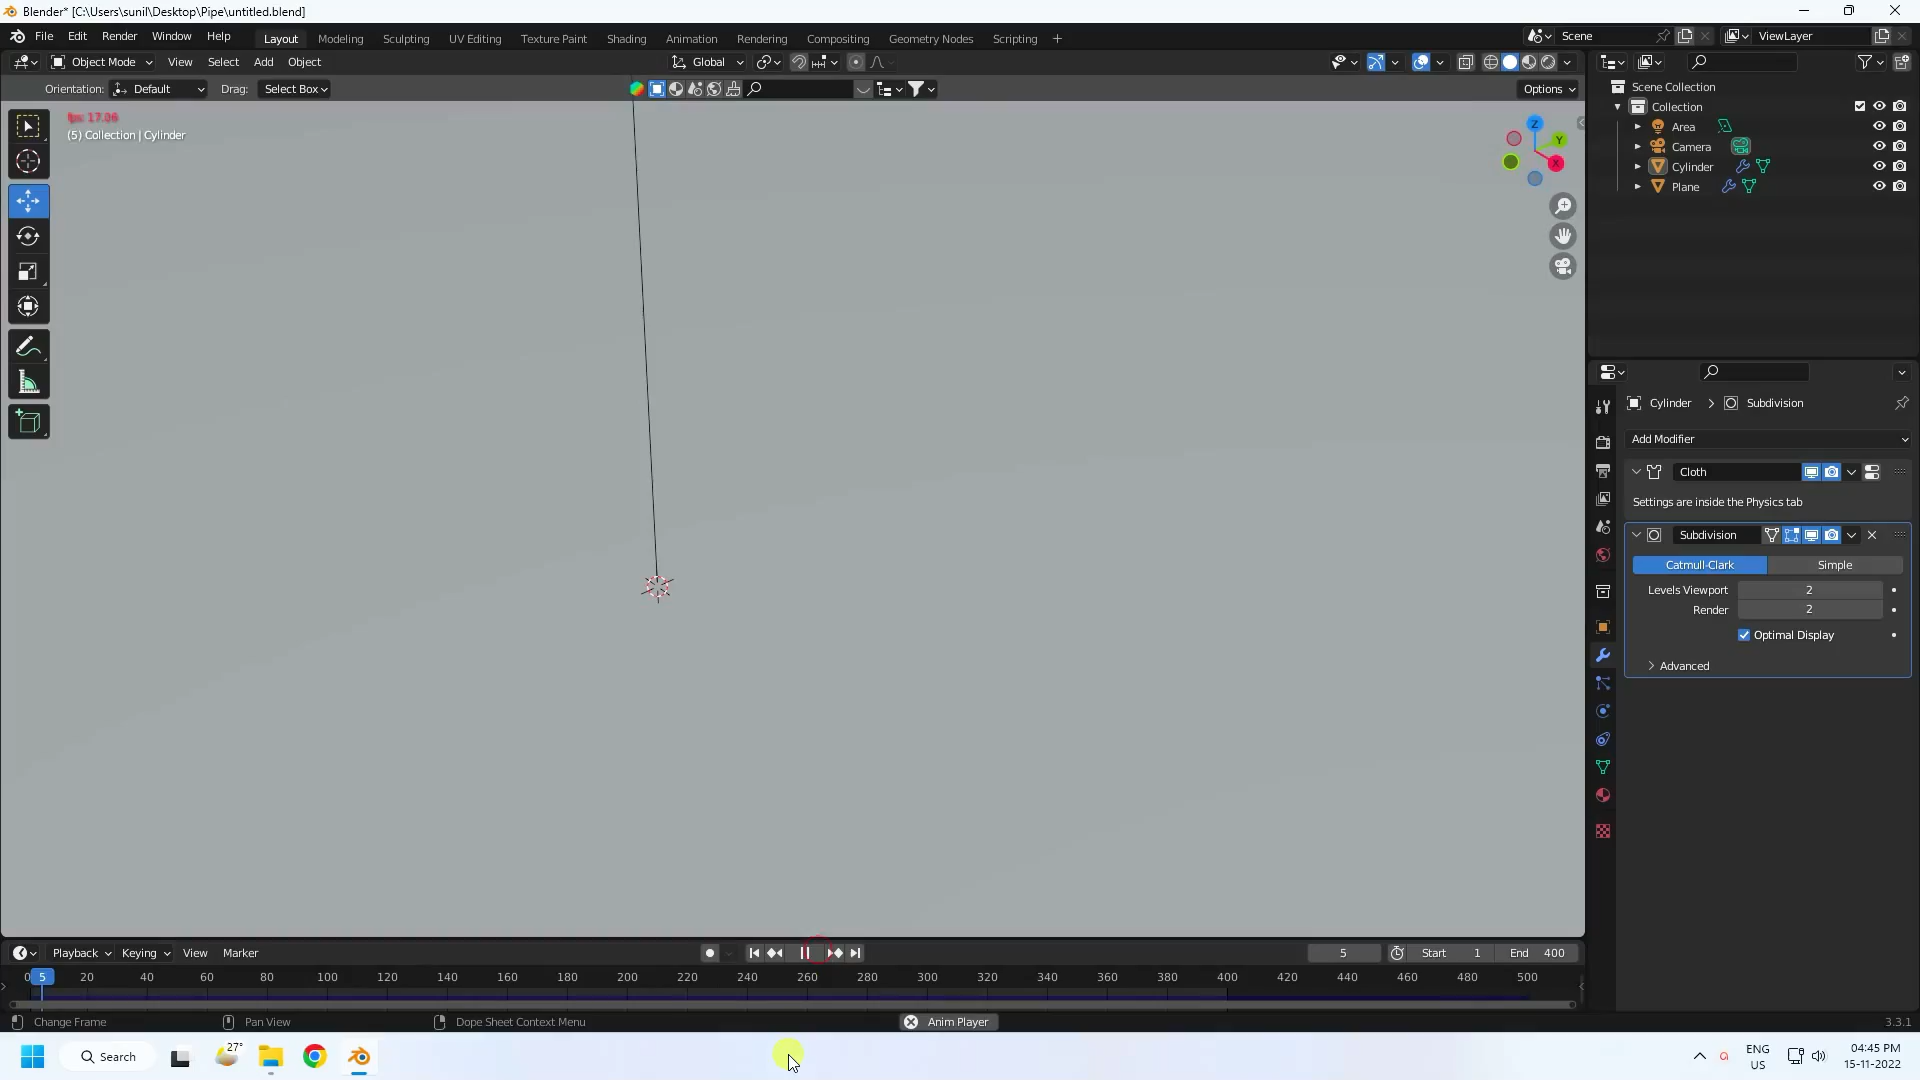 Blender* [C:\Users\sunil\Desktop\Pipe\untitled.blend]
File Edit Render Window Help Layout Modeling Sculpting UV Editing Texture Paint Shading Animation Rendering Compositing Geometry Nodes Scripting Scene ViewLayer
Object Mode View Select Add Object Global
Orientation: Default Drag: Select Box Options
fps: 17.06
(5) Collection | Cylinder
Z
Y
X
Scene Collection
Collection
Area
Camera
Cylinder
Plane
Cylinder > Subdivision
Add Modifier
Cloth
Settings are inside the Physics tab
Subdivision
Catmull-Clark Simple
Levels Viewport 2
Render 2
Optimal Display
Advanced
Playback Keying View Marker 5 Start 1 End 400
0 5 20 40 60 80 100 120 140 160 180 200 220 240 260 280 300 320 340 360 380 400 420 440 460 480 500
Change Frame Pan View Dope Sheet Context Menu Anim Player 3.3.1
Search 27° ENG US 04:45 PM 15-11-2022